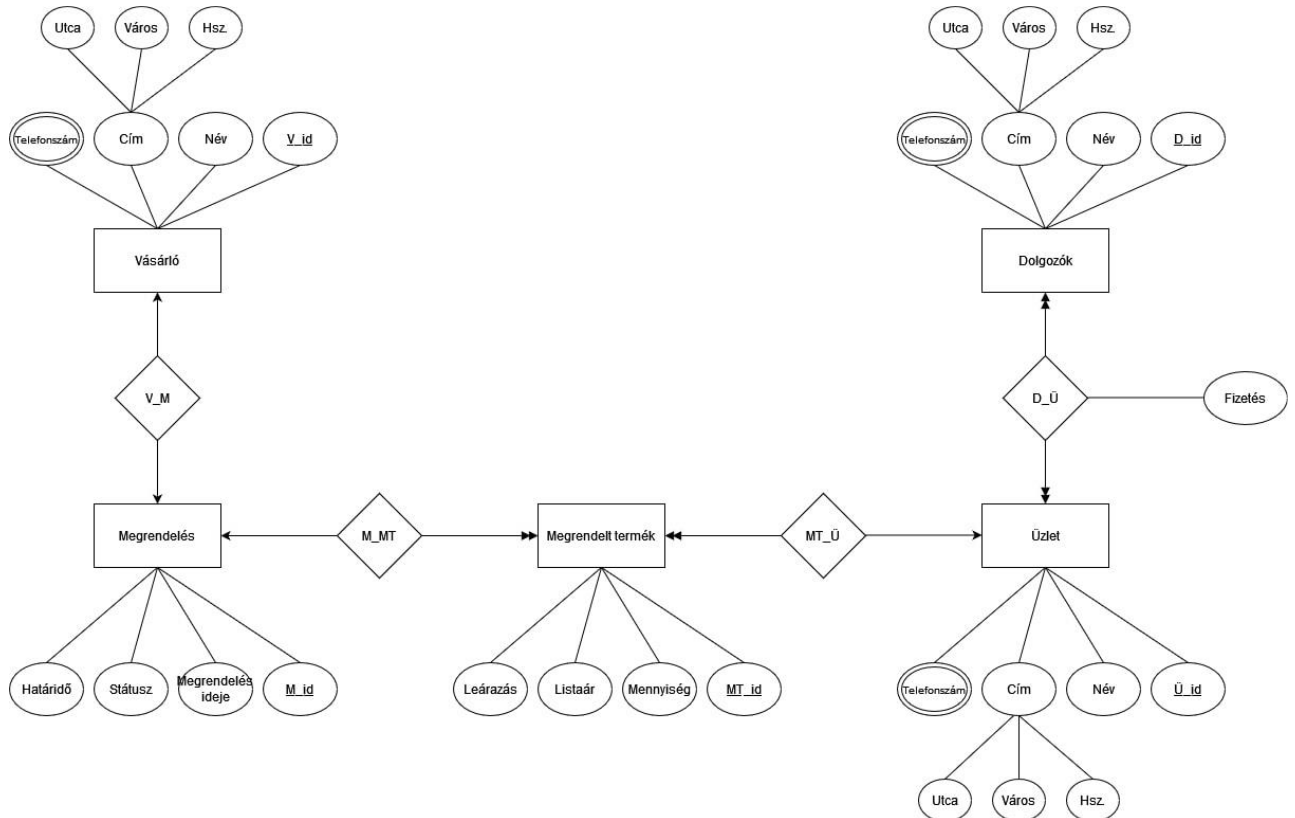 Utca Város Hsz. Utca Város Hsz.
Telefonszám Cím Név V_id Telefonszám Cím Név D_id
Vásárló Dolgozók
V_M D_Ü Fizetés
Megrendelés M_MT Megrendelt termék MT_Ü Üzlet
Határidő Státusz Megrendelés ideje M_id Leárazás Listaár Mennyiség MT_id Telefonszám Cím Név Ü_id
Utca Város Hsz.